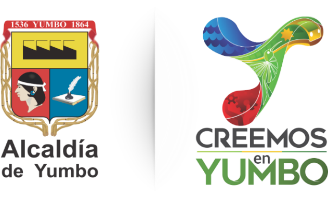 1536 YUMBO 1864
Alcaldía
de Yumbo
CREEMOS
en
YUMBO